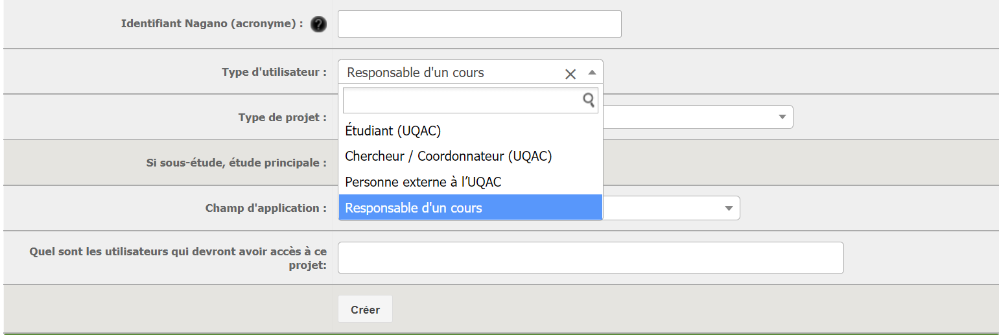 Identifiant Nagano (acronyme) : ?
Type d'utilisateur : Responsable d'un cours
Étudiant (UQAC)
Type de projet :
Chercheur / Coordonnateur (UQAC)
Si sous-étude, étude principale :
Personne externe à l'UQAC
Champ d'application : Responsable d'un cours
Quel sont les utilisateurs qui devront avoir accès à ce
projet:
Créer